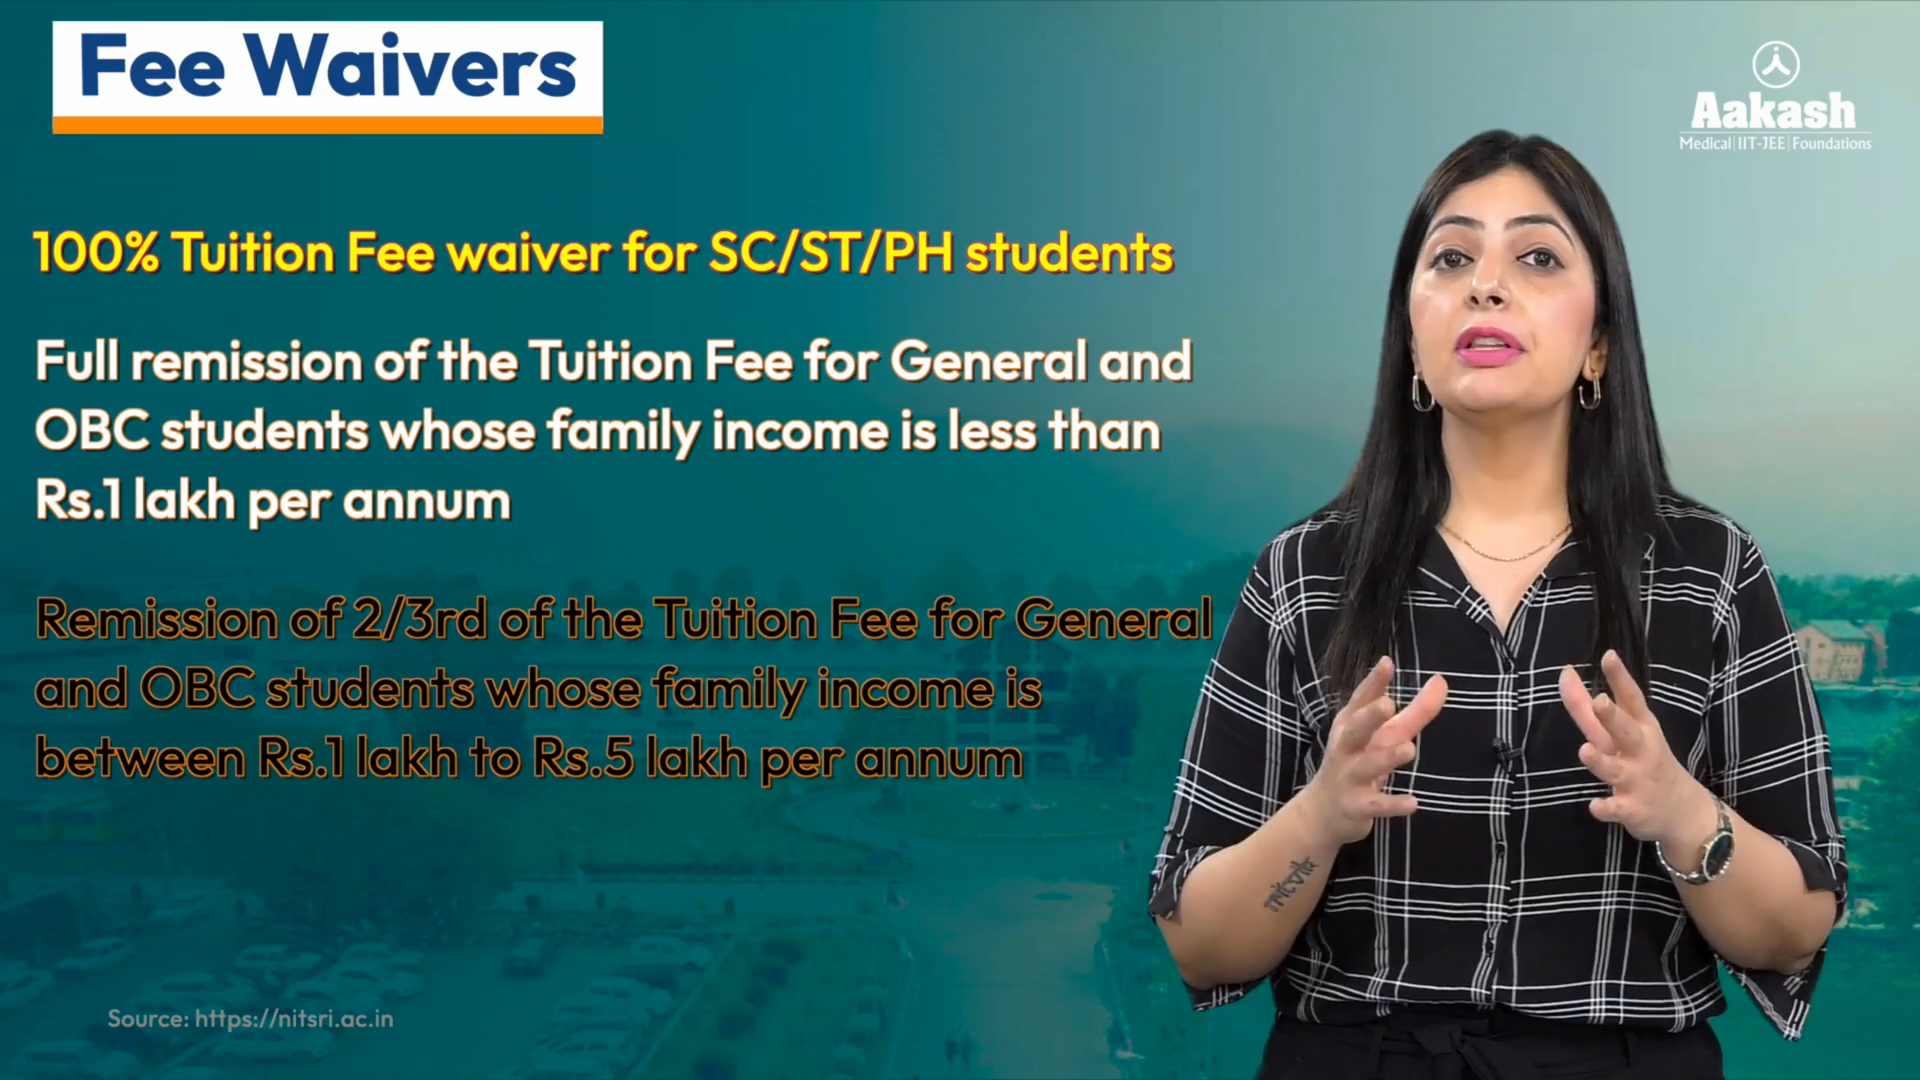 Fee Waivers
Aakash
Medical|IIT-JEE|Foundations
100% Tuition Fee waiver for SC/ST/PH students
Full remission of the Tuition Fee for General and
OBC students whose family income is less than
Rs.1 lakh per annum
Remission of 2/3rd of the Tuition Fee for General
and OBC students whose family income is
between Rs.1 lakh to Rs.5 lakh per annum
Source: https://nitsri.ac.in